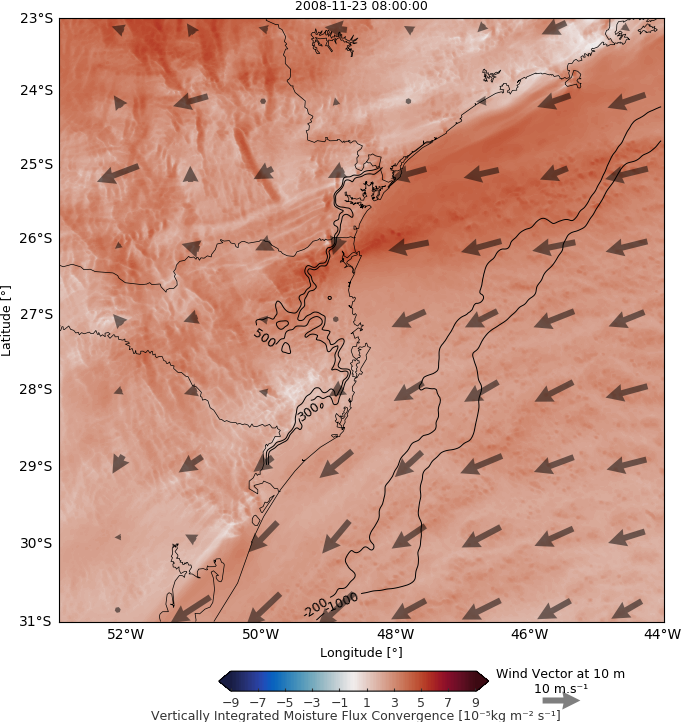 2008-11-23 08:00:00
23°S
24°S
25°S
26°S
27°S
28°S
29°S
30°S
31°S
Latitude [°]
500
300
-200
-1000
52°W 50°W 48°W 46°W 44°W
Longitude [°]
−9 −7 −5 −3 −1 1 3 5 7 9
Wind Vector at 10 m
10 m.s⁻¹
Vertically Integrated Moisture Flux Convergence [10⁻⁵kg m⁻² s⁻¹]